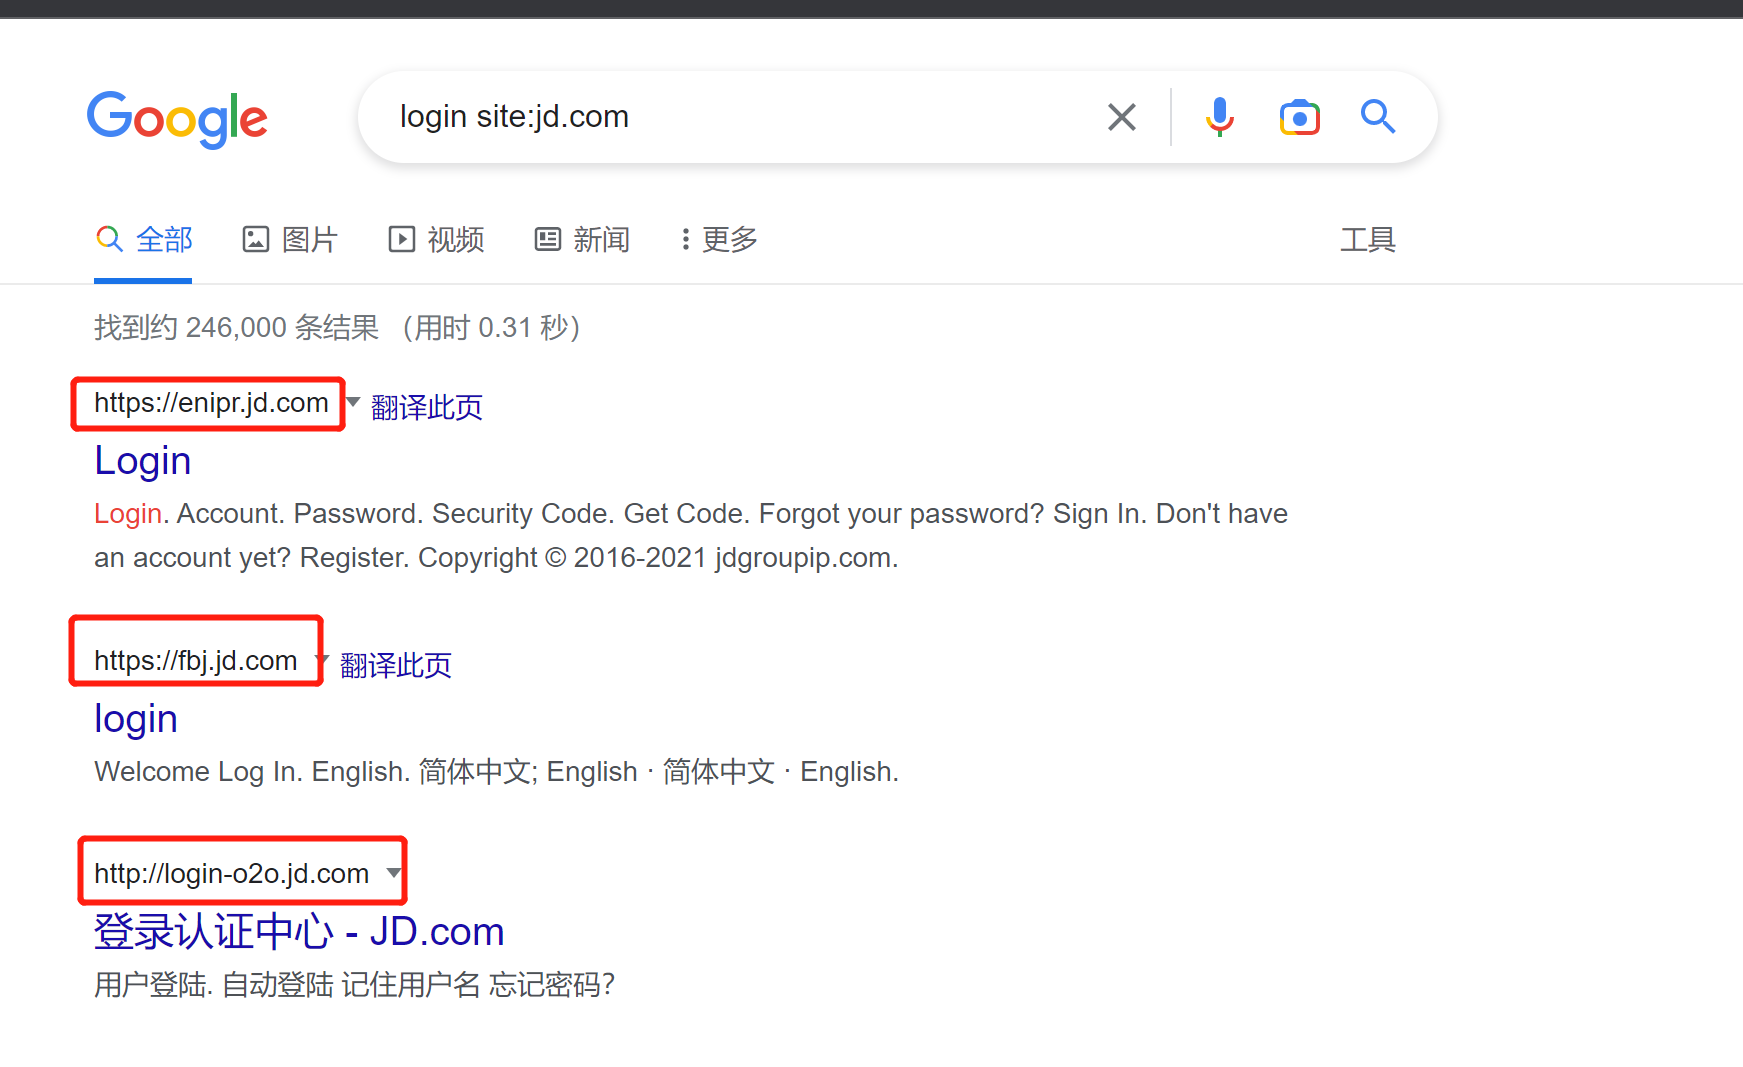 Google
login site:jd.com
全部 图片 视频 新闻 更多 工具
找到约 246,000 条结果 （用时 0.31 秒）
https://enipr.jd.com 翻译此页
Login
Login. Account. Password. Security Code. Get Code. Forgot your password? Sign In. Don't have
an account yet? Register. Copyright © 2016-2021 jdgroupip.com.
https://fbj.jd.com 翻译此页
login
Welcome Log In. English. 简体中文; English · 简体中文 · English.
http://login-o2o.jd.com
登录认证中心 - JD.com
用户登陆. 自动登陆 记住用户名 忘记密码?